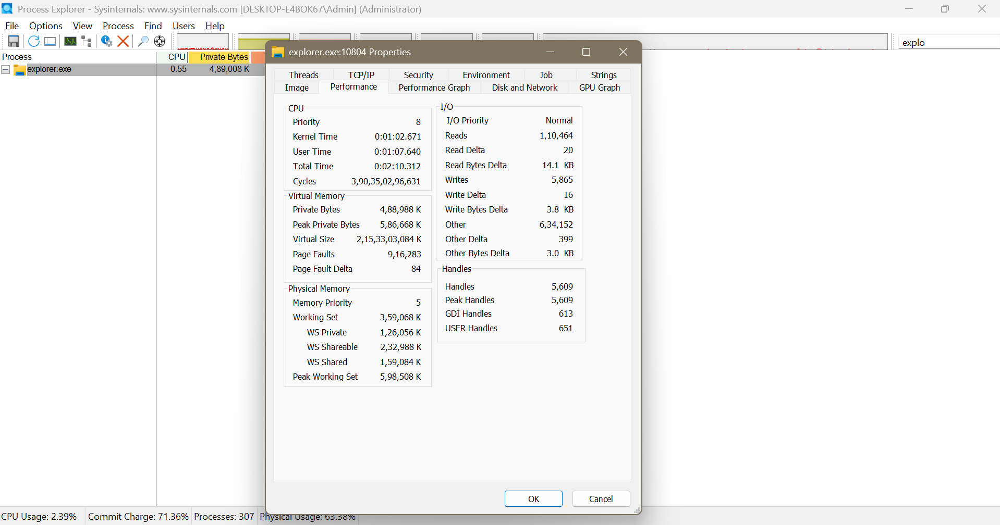 Process Explorer - Sysinternals: www.sysinternals.com [DESKTOP-E4BOK67\Admin] (Administrator)
File Options View Process Find Users Help
explo
Process CPU Private Bytes
explorer.exe 0.55 4,89,008 K
explorer.exe:10804 Properties
Threads TCP/IP Security Environment Job Strings
Image Performance Performance Graph Disk and Network GPU Graph
CPU
Priority 8
Kernel Time 0:01:02.671
User Time 0:01:07.640
Total Time 0:02:10.312
Cycles 3,90,35,02,96,631
Virtual Memory
Private Bytes 4,88,988 K
Peak Private Bytes 5,86,668 K
Virtual Size 2,15,33,03,084 K
Page Faults 9,16,283
Page Fault Delta 84
Physical Memory
Memory Priority 5
Working Set 3,59,068 K
WS Private 1,26,056 K
WS Shareable 2,32,988 K
WS Shared 1,59,084 K
Peak Working Set 5,98,508 K
I/O
I/O Priority Normal
Reads 1,10,464
Read Delta 20
Read Bytes Delta 14.1 KB
Writes 5,865
Write Delta 16
Write Bytes Delta 3.8 KB
Other 6,34,152
Other Delta 399
Other Bytes Delta 3.0 KB
Handles
Handles 5,609
Peak Handles 5,609
GDI Handles 613
USER Handles 651
OK Cancel
CPU Usage: 2.39% Commit Charge: 71.36% Processes: 307 Physical Usage: 63.38%